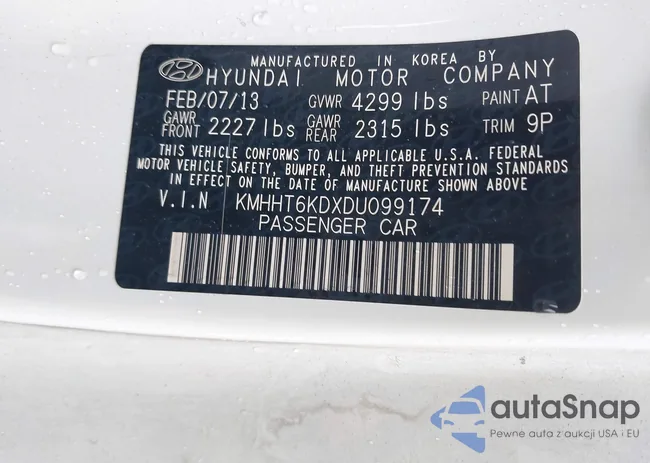 MANUFACTURED IN KOREA BY
HYUNDAI MOTOR COMPANY
FEB/07/13 GVWR 4299 lbs PAINT AT
GAWR FRONT 2227 lbs GAWR REAR 2315 lbs TRIM 9P
THIS VEHICLE CONFORMS TO ALL APPLICABLE U.S.A. FEDERAL
MOTOR VEHICLE SAFETY, BUMPER, AND THEFT PREVENTION STANDARDS
IN EFFECT ON THE DATE OF MANUFACTURE SHOWN ABOVE
V.I.N KMHHT6KDXDU099174
PASSENGER CAR
autaSnap
Pewne auta z aukcji USA i EU